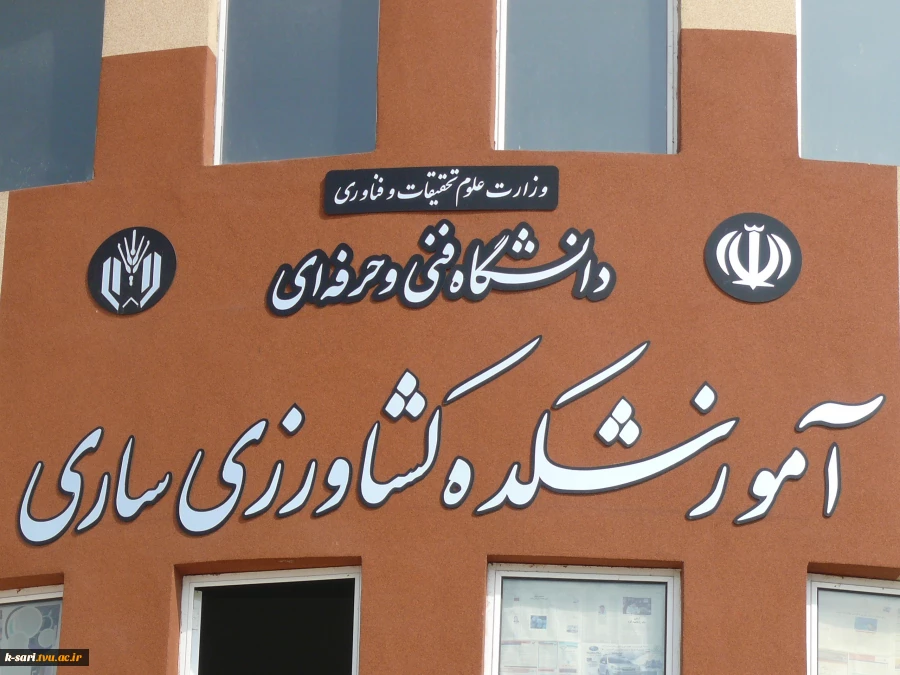 وزارت علوم تحقیقات و فناوری
دانشگاه فنی و حرفه‌ای
آموزشکده کشاورزی ساری
k-sari.tvu.ac.ir